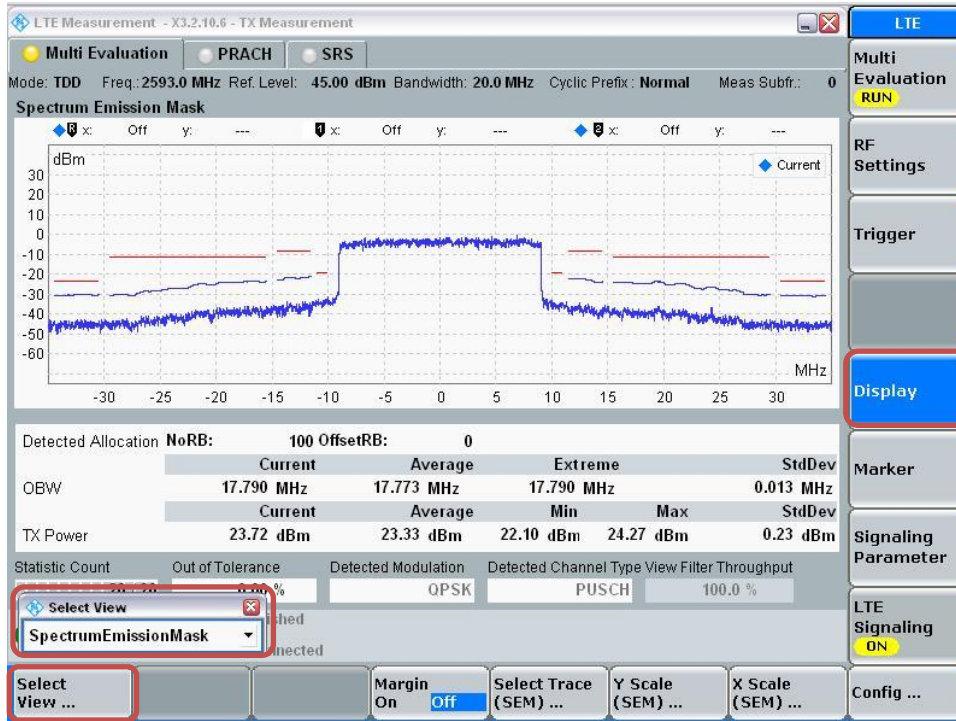 LTE Measurement - X3.2.10.6 - TX Measurement
LTE
Multi Evaluation PRACH SRS
Mode: TDD Freq.: 2593.0 MHz Ref. Level: 45.00 dBm Bandwidth: 20.0 MHz Cyclic Prefix: Normal Meas Subfr.: 0
Spectrum Emission Mask
R x: Off y: --- 1 x: Off y: --- 2 x: Off y: ---
dBm
Current
30
20
10
0
-10
-20
-30
-40
-50
-60
MHz
-30 -25 -20 -15 -10 -5 0 5 10 15 20 25 30
Detected Allocation NoRB: 100 OffsetRB: 0
Current Average Extreme StdDev
OBW 17.790 MHz 17.773 MHz 17.790 MHz 0.013 MHz
Current Average Min Max StdDev
TX Power 23.72 dBm 23.33 dBm 22.10 dBm 24.27 dBm 0.23 dBm
Statistic Count Out of Tolerance Detected Modulation Detected Channel Type View Filter Throughput
QPSK PUSCH 100.0 %
Select View
SpectrumEmissionMask
Select
View ...
Margin
On Off
Select Trace
(SEM) ...
Y Scale
(SEM) ...
X Scale
(SEM) ...
Multi
Evaluation
RUN
RF
Settings
Trigger
Display
Marker
Signaling
Parameter
LTE
Signaling
ON
Config ...